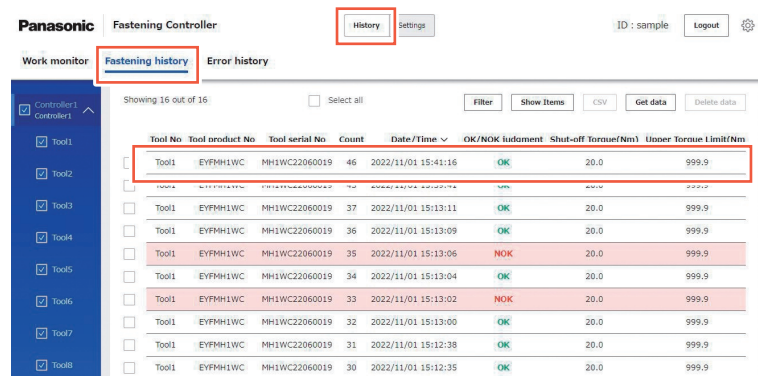 Panasonic Fastening Controller History Settings ID : sample Logout
Work monitor Fastening history Error history
Controller1
Controller1
Tool1
Tool2
Tool3
Tool4
Tool5
Tool6
Tool7
Tool8
Showing 16 out of 16 Select all Filter Show Items CSV Get data Delete data
Tool No Tool product No Tool serial No Count Date/Time OK/NOK judgment Shut-off Torque(Nm) Upper Torque Limit(Nm
Tool1 EYFMH1WC MH1WC22060019 46 2022/11/01 15:41:16 OK 20.0 999.9
Tool1 EYFMH1WC MH1WC22060019 37 2022/11/01 15:13:11 OK 20.0 999.9
Tool1 EYFMH1WC MH1WC22060019 36 2022/11/01 15:13:09 OK 20.0 999.9
Tool1 EYFMH1WC MH1WC22060019 35 2022/11/01 15:13:06 NOK 20.0 999.9
Tool1 EYFMH1WC MH1WC22060019 34 2022/11/01 15:13:04 OK 20.0 999.9
Tool1 EYFMH1WC MH1WC22060019 33 2022/11/01 15:13:02 NOK 20.0 999.9
Tool1 EYFMH1WC MH1WC22060019 32 2022/11/01 15:13:00 OK 20.0 999.9
Tool1 EYFMH1WC MH1WC22060019 31 2022/11/01 15:12:38 OK 20.0 999.9
Tool1 EYFMH1WC MH1WC22060019 30 2022/11/01 15:12:35 OK 20.0 999.9